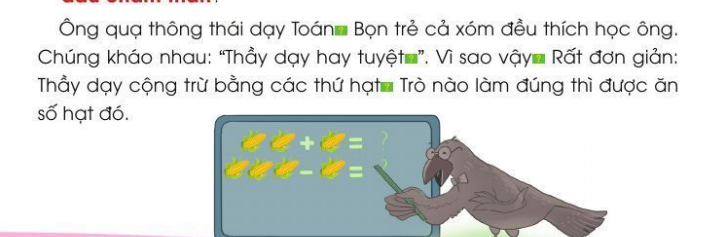 Ông quạ thông thái dạy Toán? Bọn trẻ cả xóm đều thích học ông.
Chúng kháo nhau: “Thầy dạy hay tuyệt?”. Vì sao vậy? Rất đơn giản:
Thầy dạy cộng trừ bằng các thứ hạt? Trò nào làm đúng thì được ăn
số hạt đó.
+ = ?
- = ?